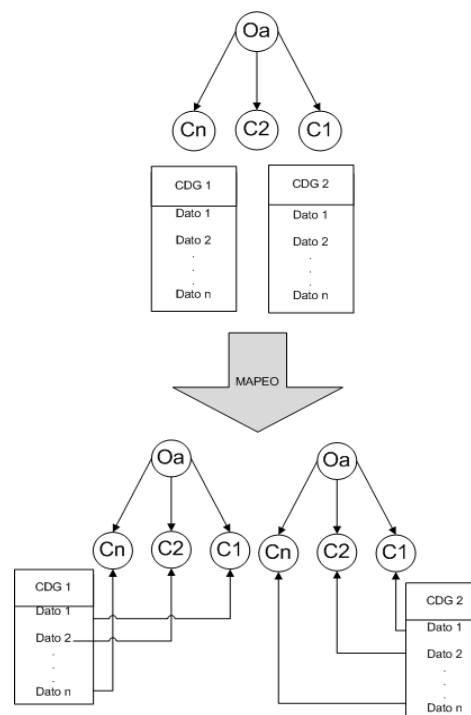 Oa
Cn C2 C1
CDG 1
Dato 1
Dato 2
.
.
.
Dato n
CDG 2
Dato 1
Dato 2
.
.
.
Dato n
MAPEO
Oa
Cn C2 C1
CDG 1
Dato 1
Dato 2
.
.
.
Dato n
Oa
Cn C2 C1
CDG 2
Dato 1
Dato 2
.
.
.
Dato n